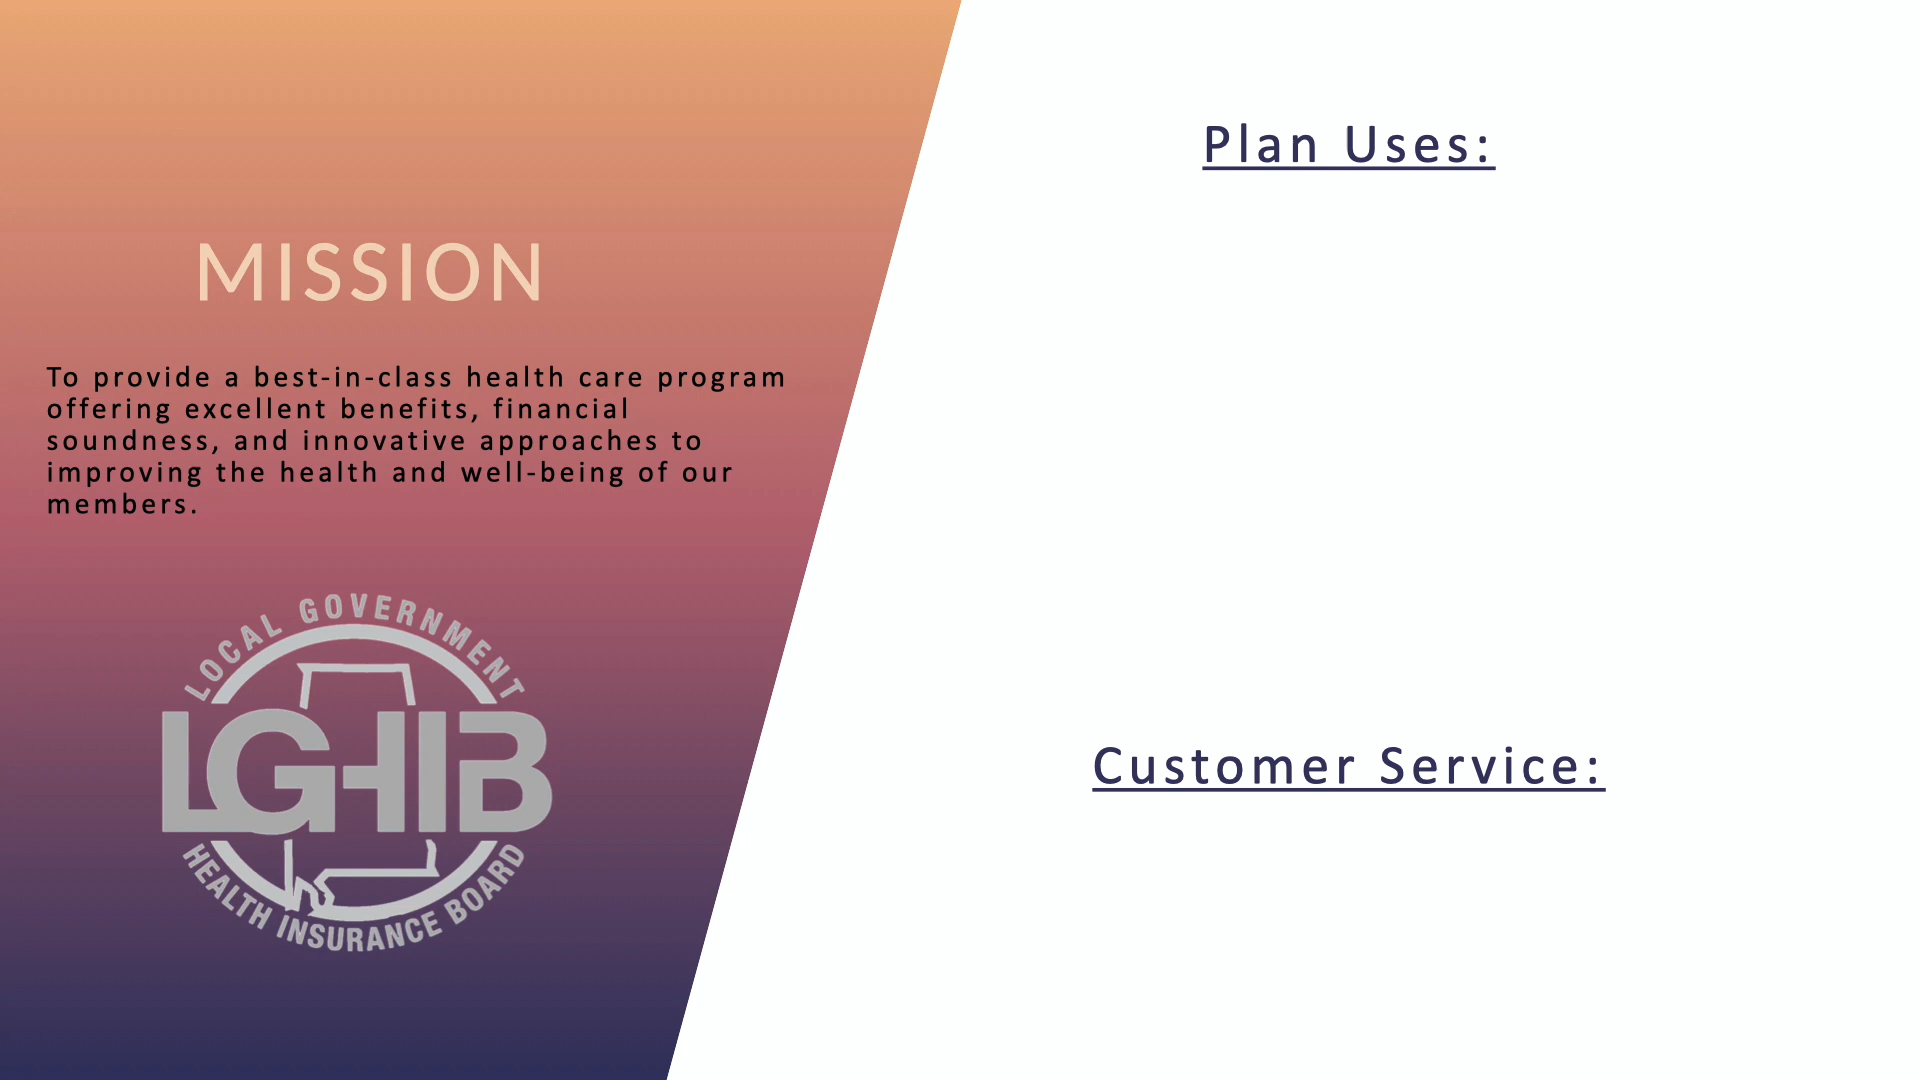 MISSION
To provide a best-in-class health care program
offering excellent benefits, financial
soundness, and innovative approaches to
improving the health and well-being of our
members.
LOCAL GOVERNMENT
LGHIB
HEALTH INSURANCE BOARD
Plan Uses:
Customer Service: